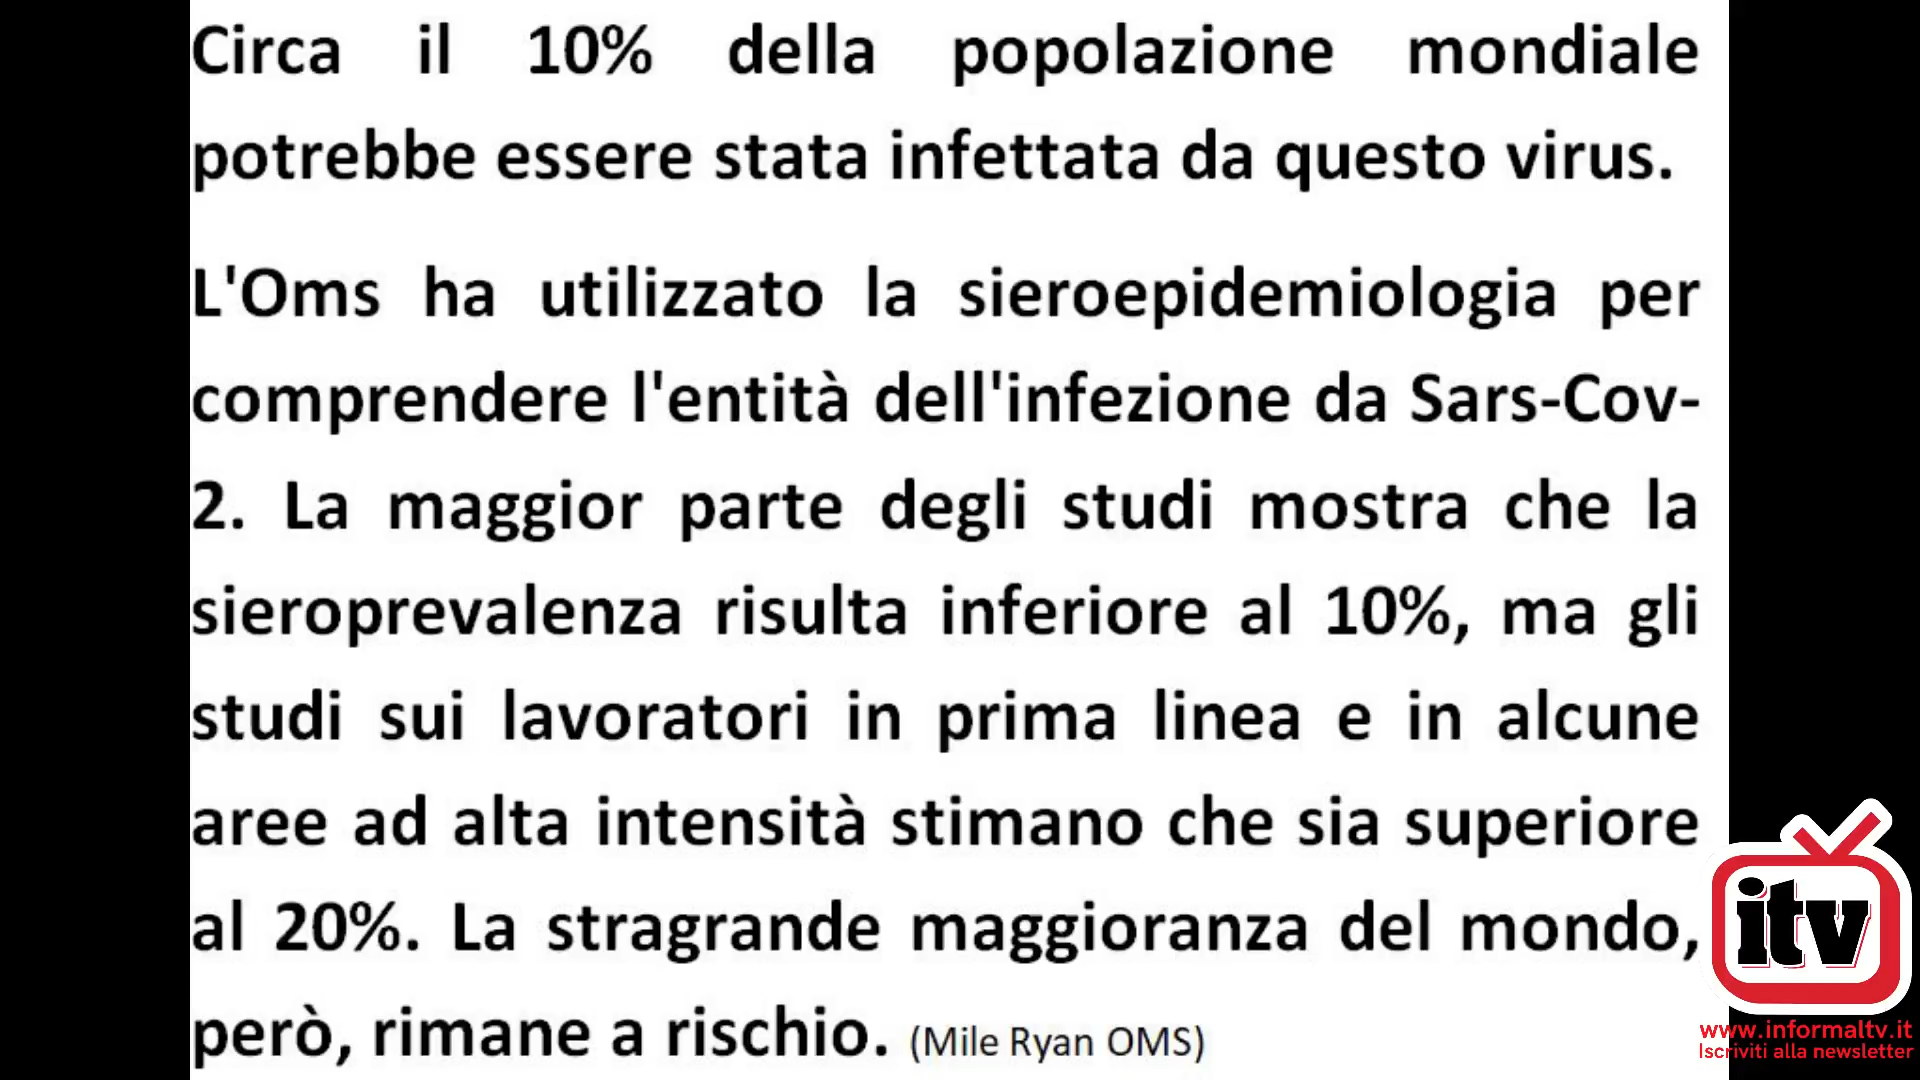 Circa il 10% della popolazione mondiale
potrebbe essere stata infettata da questo virus.
L'Oms ha utilizzato la sieroepidemiologia per
comprendere l'entità dell'infezione da Sars-Cov-
2. La maggior parte degli studi mostra che la
sieroprevalenza risulta inferiore al 10%, ma gli
studi sui lavoratori in prima linea e in alcune
aree ad alta intensità stimano che sia superiore
al 20%. La stragrande maggioranza del mondo,
però, rimane a rischio. (Mile Ryan OMS)
itv
www.informaltv.it
Iscriviti alla newsletter